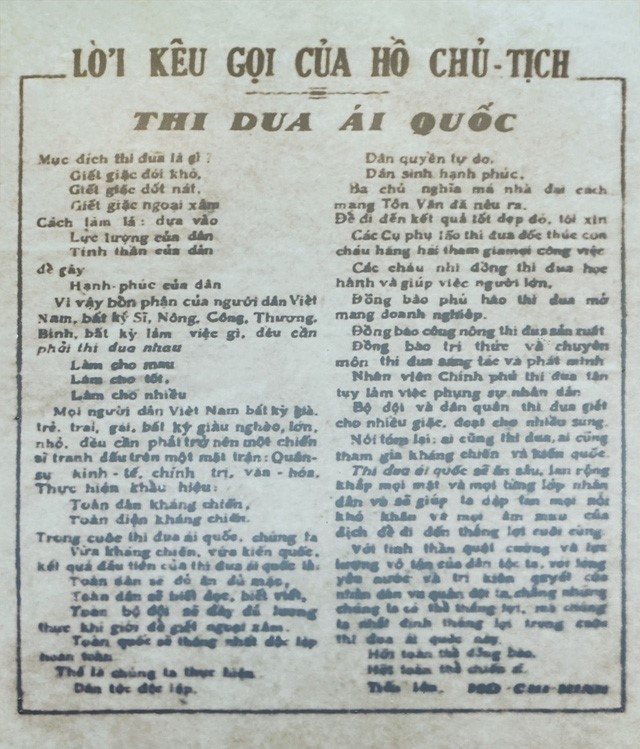 LỜI KÊU GỌI CỦA HỒ CHỦ-TỊCH
THI DUA ÁI QUỐC
Mục đích thi đua là gì ?
Giết giặc đói khó,
Giết giặc dốt nát,
Giết giặc ngoại xâm
Cách làm là : dựa vào
Lực lượng của dân
Tinh thần của dân
để gây
Hạnh-phúc của dân
Vì vậy bổn phận của người dân Việt
Nam, bất kỳ Sĩ, Nông, Công, Thương,
Binh, bất kỳ làm việc gì, đều cần
phải thi đua nhau
Làm cho mau
Làm cho tốt,
Làm cho nhiều
Mọi người dân Việt Nam bất kỳ già.
trẻ, trai, gái, bất kỳ giàu nghèo, lớn,
nhỏ, đều cần phải trở nên một chiến
sĩ tranh đấu trên một mặt trận : Quân-
sự kinh-tế, chính trị, văn-hóa.
Thực hiện khẩu hiệu :
Toàn dân kháng chiến,
Toàn diện kháng chiến.
Trong cuộc thi đua ái quốc, chúng ta
Vừa kháng chiến, vừa kiến quốc.
kết quả đầu tiên của thi đua ái quốc là:
Toàn dân sẽ đủ ăn đủ mặc,
Toàn dân sẽ biết đọc, biết viết,
Toàn bộ đội sẽ đầy đủ lương
thực khí giới để giết ngoại xâm.
Toàn quốc sẽ thống nhất độc lập
hoàn toàn.
Thế là chúng ta thực hiện
Dân tộc độc lập.
Dân quyền tự do.
Dân sinh hạnh phúc,
Ba chủ nghĩa mà nhà đại cách
mạng Tôn Văn đã nêu ra.
Để đi đến kết quả tốt đẹp đó, tôi xin
Các Cụ phụ lão thi đua đốc thúc con
cháu hăng hái tham gia mọi công việc
Các cháu nhi đồng thi đua học
hành và giúp việc người lớn,
Đồng bào phú hào thi đua mở
mang doanh nghiệp.
Đồng bào công nông thi đua sản xuất
Đồng bào trí thức và chuyên
môn thi đua sáng tác và phát minh
Nhân viên Chính phủ thi đua tận
tụy làm việc phụng sự nhân dân
Bộ đội và dân quân thi đua giết
cho nhiều giặc, đoạt cho nhiều súng.
Nói tóm lại : ai cũng thi đua, ai cũng
tham gia kháng chiến và kiến quốc.
Thi đua ái quốc sẽ ăn sâu, lan rộng
khắp mọi mặt và mọi từng lớp nhân
dân và sẽ giúp ta dẹp tan mọi nỗi
khó khăn và mọi âm mưu của
địch để đi đến thắng lợi cuối cùng.
Với tinh thần quật cường và lực
lượng vô tận của dân tộc ta, với lòng
yêu nước và trí kiên quyết của
nhân dân và quân đội ta, chẳng những
chúng ta có thể thắng lợi, mà chúng
ta nhất định thắng lợi trong cuộc
thi đua ái quốc này.
Hỡi toàn thể đồng bào.
Hỡi toàn thể chiến sĩ.
Tiến lên. HỒ-CHÍ-MINH